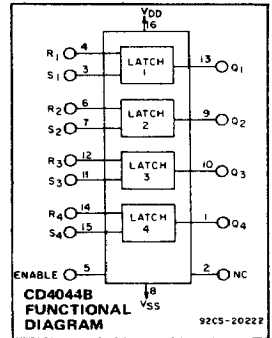 VDD
16
R1 4
S1 3
LATCH
1
13 Q1
R2 6
S2 7
LATCH
2
9 Q2
R3 12
S3 11
LATCH
3
10 Q3
R4 14
S4 15
LATCH
4
1 Q4
ENABLE 5
2 NC
8
VSS
CD4044B
FUNCTIONAL
DIAGRAM
92CS-20222